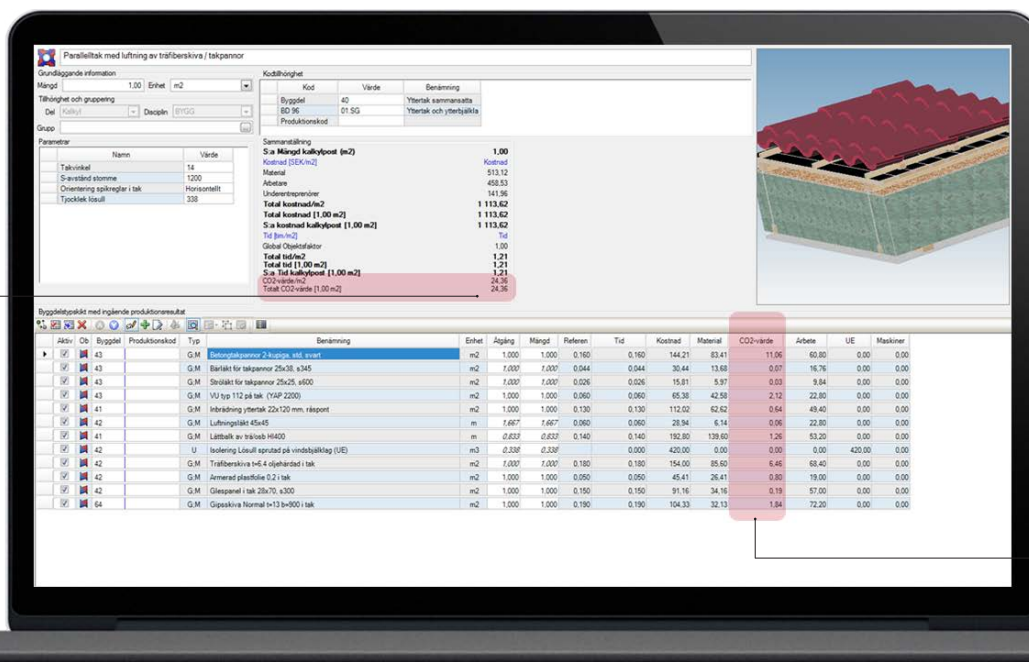 Parallelltak med luftning av träfiberskiva / takpannor
Grundläggande information
Mängd 1,00 Enhet m2
Tillhörighet och gruppering
Del Kalkyl Disciplin BYGG
Grupp
Kodtillhörighet
Kod Värde Benämning
Byggdel 40 Yttertak sammansatta
BD 96 01.SG Yttertak och ytterbjälkla
Produktionskod
Parametrar
Namn Värde
Takvinkel 14
S-avstånd stomme 1200
Orientering spikreglar i tak Horisontellt
Tjocklek lösull 338
Sammanställning
S:a Mängd kalkylpost (m2) 1,00
Kostnad [SEK/m2] Kostnad
Material 513,12
Arbetare 458,53
Underentreprenörer 141,96
Total kostnad/m2 1 113,62
Total kostnad [1,00 m2] 1 113,62
S:a kostnad kalkylpost [1,00 m2] 1 113,62
Tid [tim/m2] Tid
Global Objektsfaktor 1,00
Total tid/m2 1,21
Total tid [1,00 m2] 1,21
S:a Tid kalkylpost [1,00 m2] 1,21
CO2-värde/m2 24,36
Totalt CO2-värde [1,00 m2] 24,36
Byggdelstypskikt med ingående produktionsresultat
Aktiv Ob Byggdel Produktionskod Typ Benämning Enhet Åtgång Mängd Referen Tid Kostnad Material CO2-värde Arbete UE Maskiner
43 G;M Betongtakpannor 2-kupiga, std, svart m2 1,000 1,000 0,160 0,160 144,21 83,41 11,06 60,80 0,00 0,00
43 G;M Bärläkt för takpannor 25x38, s345 m2 1,000 1,000 0,044 0,044 30,44 13,68 0,07 16,76 0,00 0,00
43 G;M Ströläkt för takpannor 25x25, s600 m2 1,000 1,000 0,026 0,026 15,81 5,97 0,03 9,84 0,00 0,00
43 G;M VU typ 112 på tak (YAP 2200) m2 1,000 1,000 0,060 0,060 65,38 42,58 2,12 22,80 0,00 0,00
41 G;M Inbrädning yttertak 22x120 mm, råspont m2 1,000 1,000 0,130 0,130 112,02 62,62 0,64 49,40 0,00 0,00
42 G;M Luftningsläkt 45x45 m 1,667 1,667 0,060 0,060 28,94 6,14 0,06 22,80 0,00 0,00
41 G;M Lättbalk av trä/osb HI400 m 0,833 0,833 0,140 0,140 192,80 139,60 1,26 53,20 0,00 0,00
42 U Isolering Lösull sprutad på vindsbjälklag (UE) m3 0,338 0,338 0,000 420,00 0,00 0,00 0,00 420,00 0,00
42 G;M Träfiberskiva t=6.4 oljehärdad i tak m2 1,000 1,000 0,180 0,180 154,00 85,60 6,46 68,40 0,00 0,00
42 G;M Armerad plastfolie 0,2 i tak m2 1,000 1,000 0,050 0,050 45,41 26,41 0,80 19,00 0,00 0,00
42 G;M Glespanel i tak 28x70, s300 m2 1,000 1,000 0,150 0,150 91,16 34,16 0,19 57,00 0,00 0,00
64 G;M Gipsskiva Normal t=13 b=900 i tak m2 1,000 1,000 0,190 0,190 104,33 32,13 1,84 72,20 0,00 0,00